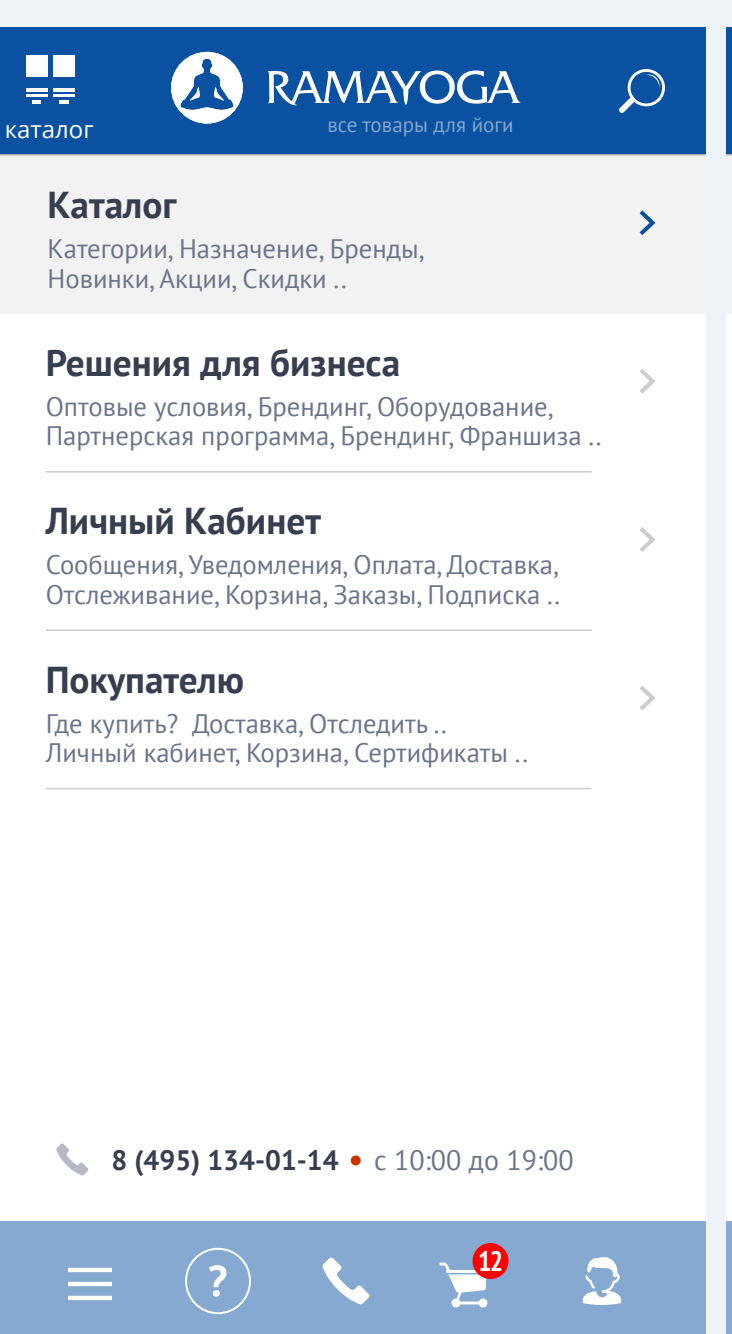 каталог
RAMAYOGA
все товары для йоги
Каталог
Категории, Назначение, Бренды,
Новинки, Акции, Скидки ..
Решения для бизнеса
Оптовые условия, Брендинг, Оборудование,
Партнерская программа, Брендинг, Франшиза ..
Личный Кабинет
Сообщения, Уведомления, Оплата, Доставка,
Отслеживание, Корзина, Заказы, Подписка ..
Покупателю
Где купить? Доставка, Отследить ..
Личный кабинет, Корзина, Сертификаты ..
8 (495) 134-01-14 • с 10:00 до 19:00
?
12